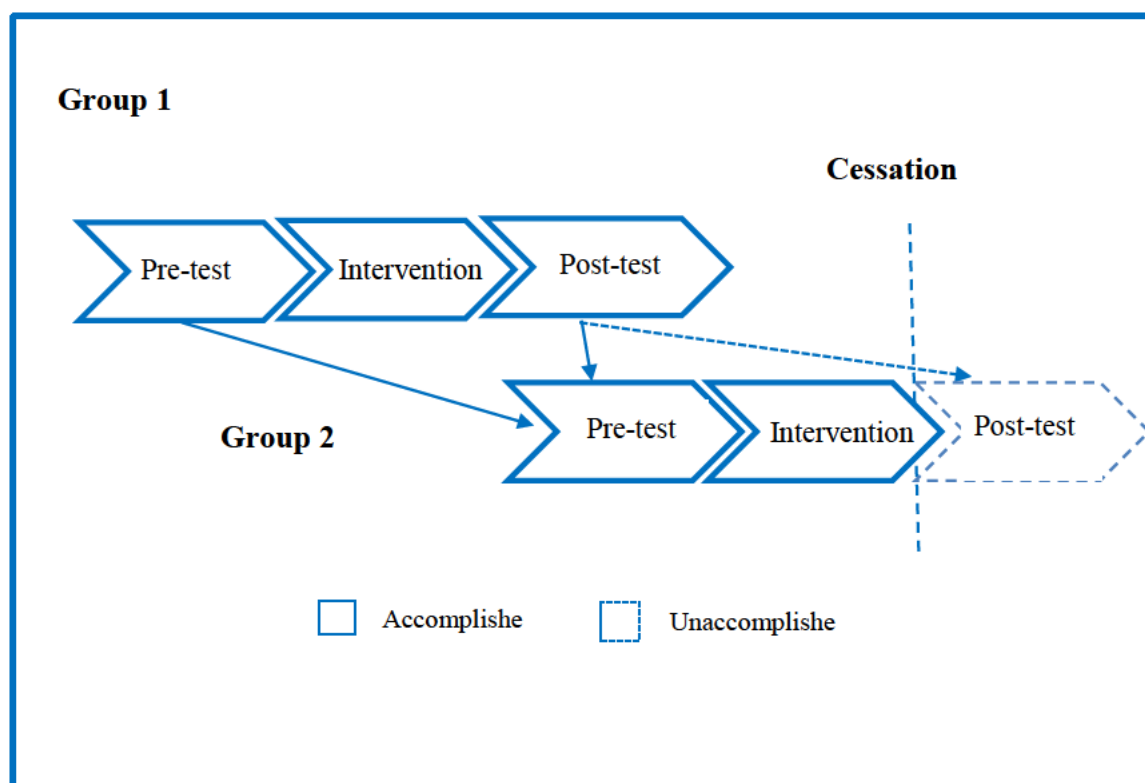 Group 1
Cessation
Pre-test
Intervention
Post-test
Group 2
Pre-test
Intervention
Post-test
Accomplishe
Unaccomplishe